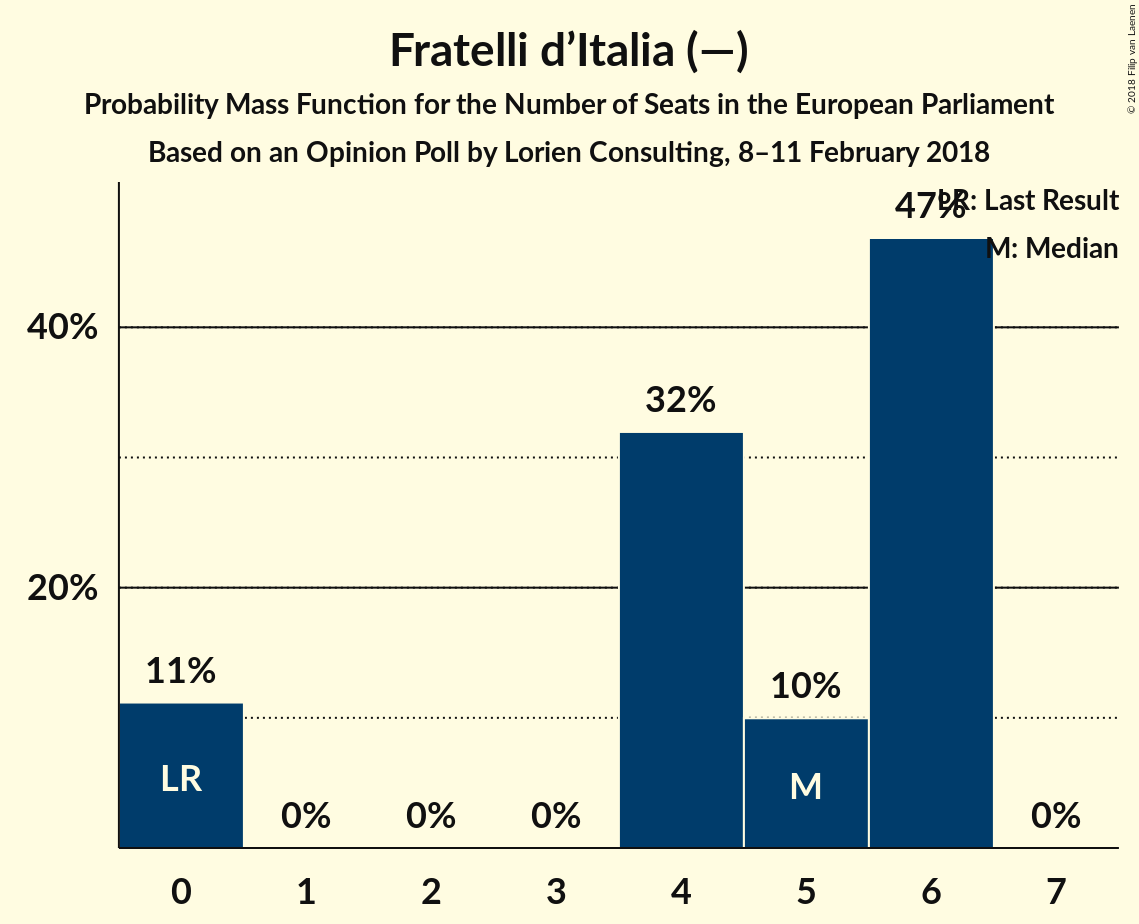 Fratelli d’Italia (—)
Probability Mass Function for the Number of Seats in the European Parliament
Based on an Opinion Poll by Lorien Consulting, 8–11 February 2018
© 2018 Filip van Laenen
LR: Last Result
M: Median
47%
40%
32%
20%
11%
10%
LR
M
0%
0%
0%
0%
0 1 2 3 4 5 6 7